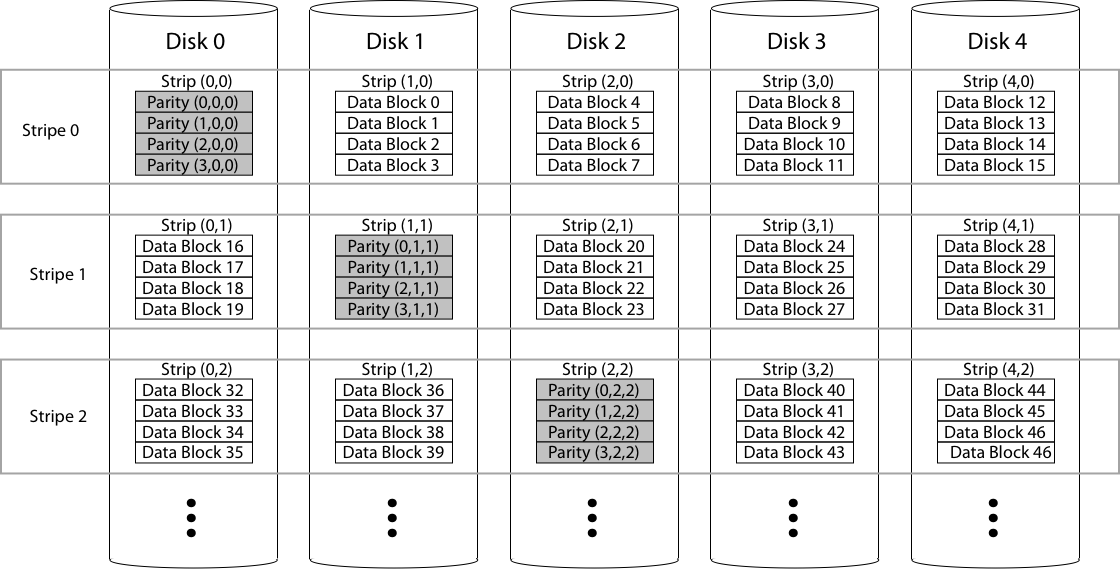 Disk 0 Disk 1 Disk 2 Disk 3 Disk 4
Strip (0,0) Strip (1,0) Strip (2,0) Strip (3,0) Strip (4,0)
Parity (0,0,0) Data Block 0 Data Block 4 Data Block 8 Data Block 12
Parity (1,0,0) Data Block 1 Data Block 5 Data Block 9 Data Block 13
Stripe 0
Parity (2,0,0) Data Block 2 Data Block 6 Data Block 10 Data Block 14
Parity (3,0,0) Data Block 3 Data Block 7 Data Block 11 Data Block 15
Strip (0,1) Strip (1,1) Strip (2,1) Strip (3,1) Strip (4,1)
Data Block 16 Parity (0,1,1) Data Block 20 Data Block 24 Data Block 28
Data Block 17 Parity (1,1,1) Data Block 21 Data Block 25 Data Block 29
Stripe 1
Data Block 18 Parity (2,1,1) Data Block 22 Data Block 26 Data Block 30
Data Block 19 Parity (3,1,1) Data Block 23 Data Block 27 Data Block 31
Strip (0,2) Strip (1,2) Strip (2,2) Strip (3,2) Strip (4,2)
Data Block 32 Data Block 36 Parity (0,2,2) Data Block 40 Data Block 44
Data Block 33 Data Block 37 Parity (1,2,2) Data Block 41 Data Block 45
Stripe 2
Data Block 34 Data Block 38 Parity (2,2,2) Data Block 42 Data Block 46
Data Block 35 Data Block 39 Parity (3,2,2) Data Block 43 Data Block 46